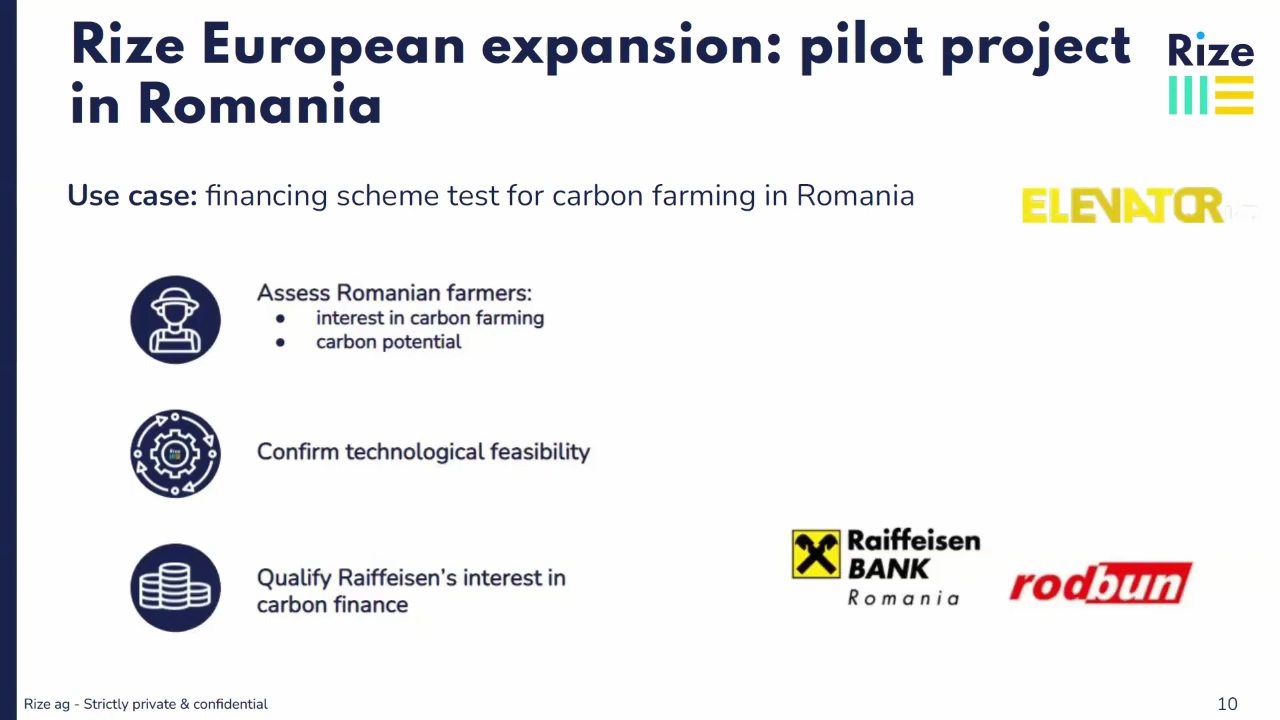 Rize European expansion: pilot project
in Romania
Rize
Use case: financing scheme test for carbon farming in Romania
ELEVATOR
Assess Romanian farmers:
● interest in carbon farming
● carbon potential
Confirm technological feasibility
Qualify Raiffeisen's interest in
carbon finance
Raiffeisen
BANK
Romania
rodbun
Rize ag - Strictly private & confidential
10